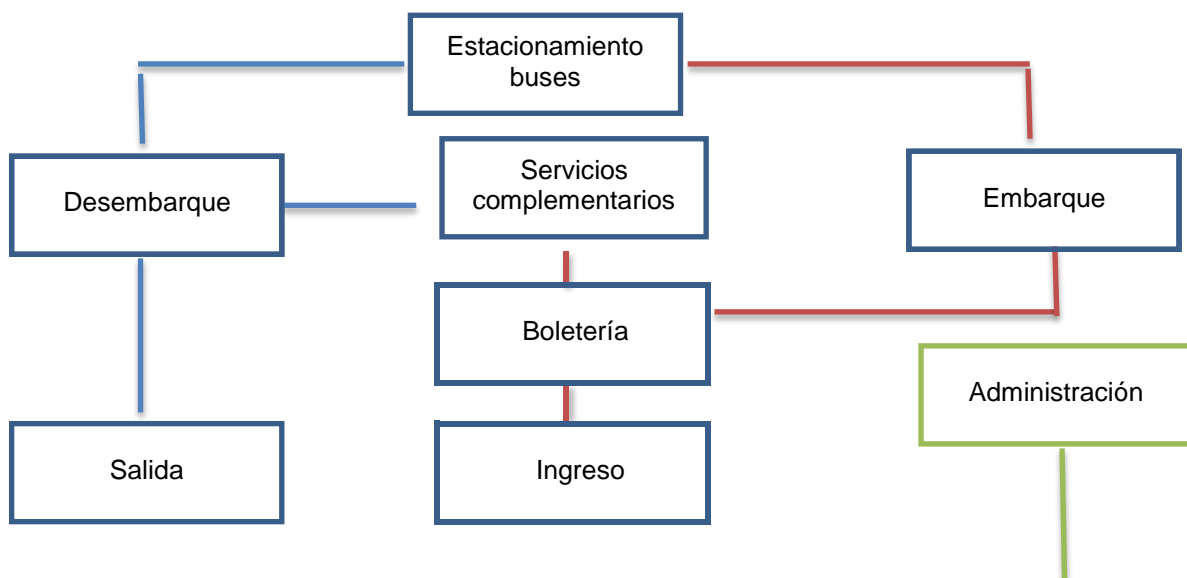 Estacionamiento
buses
Servicios
complementarios
Desembarque
Embarque
Boletería
Administración
Salida
Ingreso